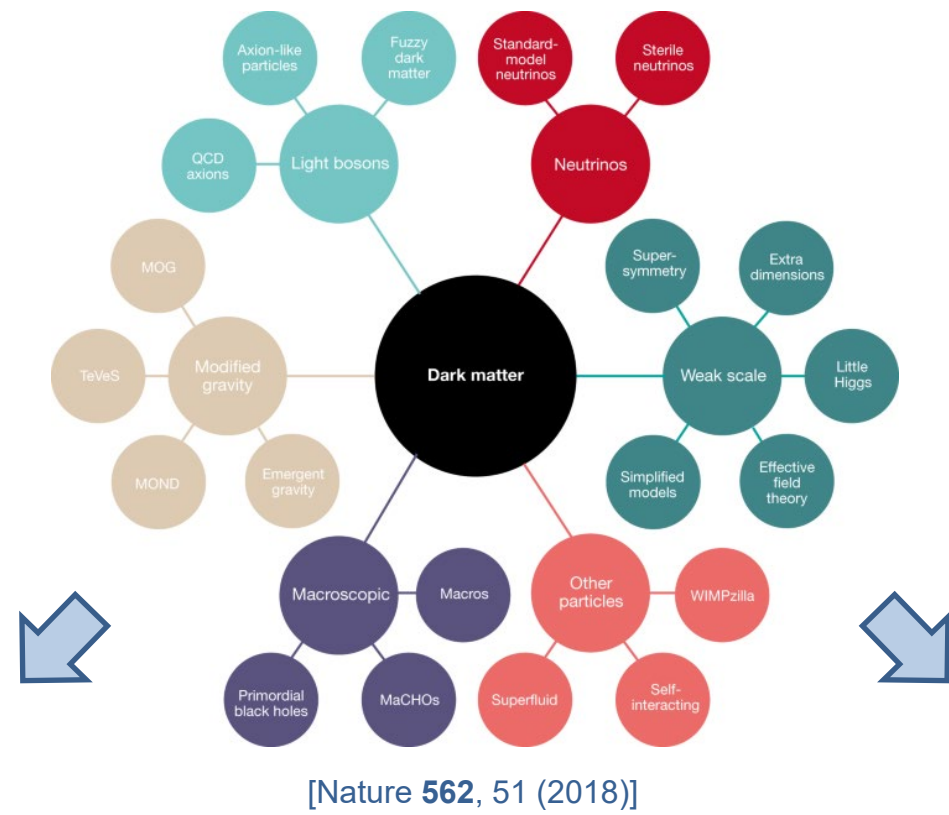 Axion-like
particles
Fuzzy
dark
matter
Standard-
model
neutrinos
Sterile
neutrinos
QCD
axions
Light bosons
Neutrinos
MOG
Super-
symmetry
Extra
dimensions
TeVeS
Modified
gravity
Dark matter
Weak scale
Little
Higgs
MOND
Emergent
gravity
Simplified
models
Effective
field
theory
Macroscopic
Macros
Other
particles
WIMPzilla
Primordial
black holes
MaCHOs
Superfluid
Self-
interacting
[Nature 562, 51 (2018)]